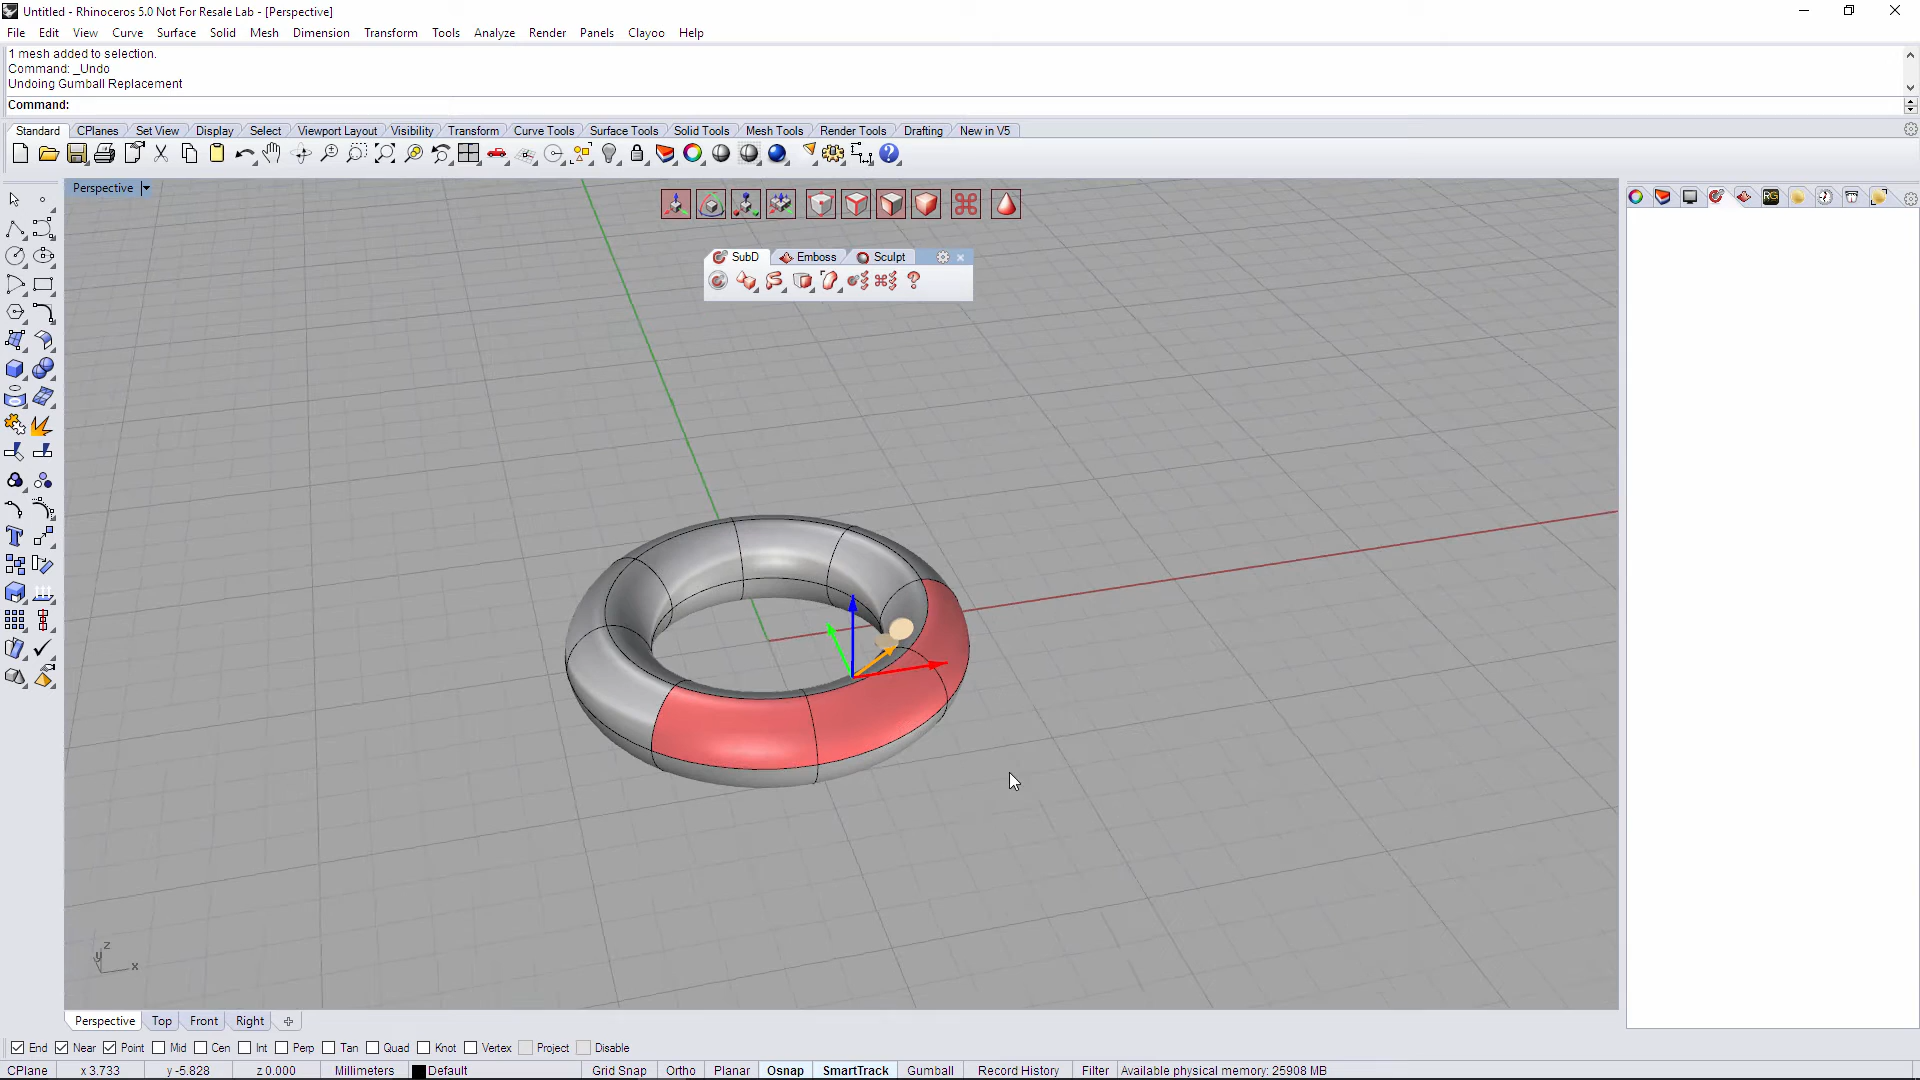 Untitled - Rhinoceros 5.0 Not For Resale Lab - [Perspective]
File Edit View Curve Surface Solid Mesh Dimension Transform Tools Analyze Render Panels Clayoo Help
1 mesh added to selection.
Command: _Undo
Undoing Gumball Replacement
Command:
Standard CPlanes Set View Display Select Viewport Layout Visibility Transform Curve Tools Surface Tools Solid Tools Mesh Tools Render Tools Drafting New in V5
Perspective
RG
SubD Emboss Sculpt
z
y
x
Perspective Top Front Right
End Near Point Mid Cen Int Perp Tan Quad Knot Vertex Project Disable
CPlane x 3.733 y -5.828 z 0.000 Millimeters Default Grid Snap Ortho Planar Osnap SmartTrack Gumball Record History Filter Available physical memory: 25908 MB